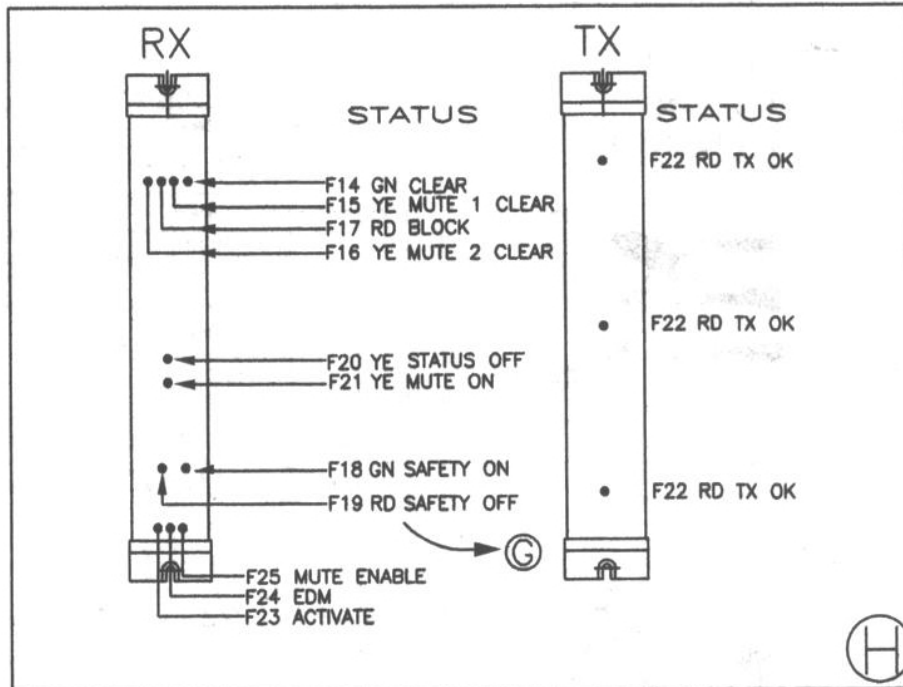 RX
STATUS
F14 GN CLEAR
F15 YE MUTE 1 CLEAR
F17 RD BLOCK
F16 YE MUTE 2 CLEAR
F20 YE STATUS OFF
F21 YE MUTE ON
F18 GN SAFETY ON
F19 RD SAFETY OFF
G
F25 MUTE ENABLE
F24 EDM
F23 ACTIVATE
TX
STATUS
F22 RD TX OK
F22 RD TX OK
F22 RD TX OK
H